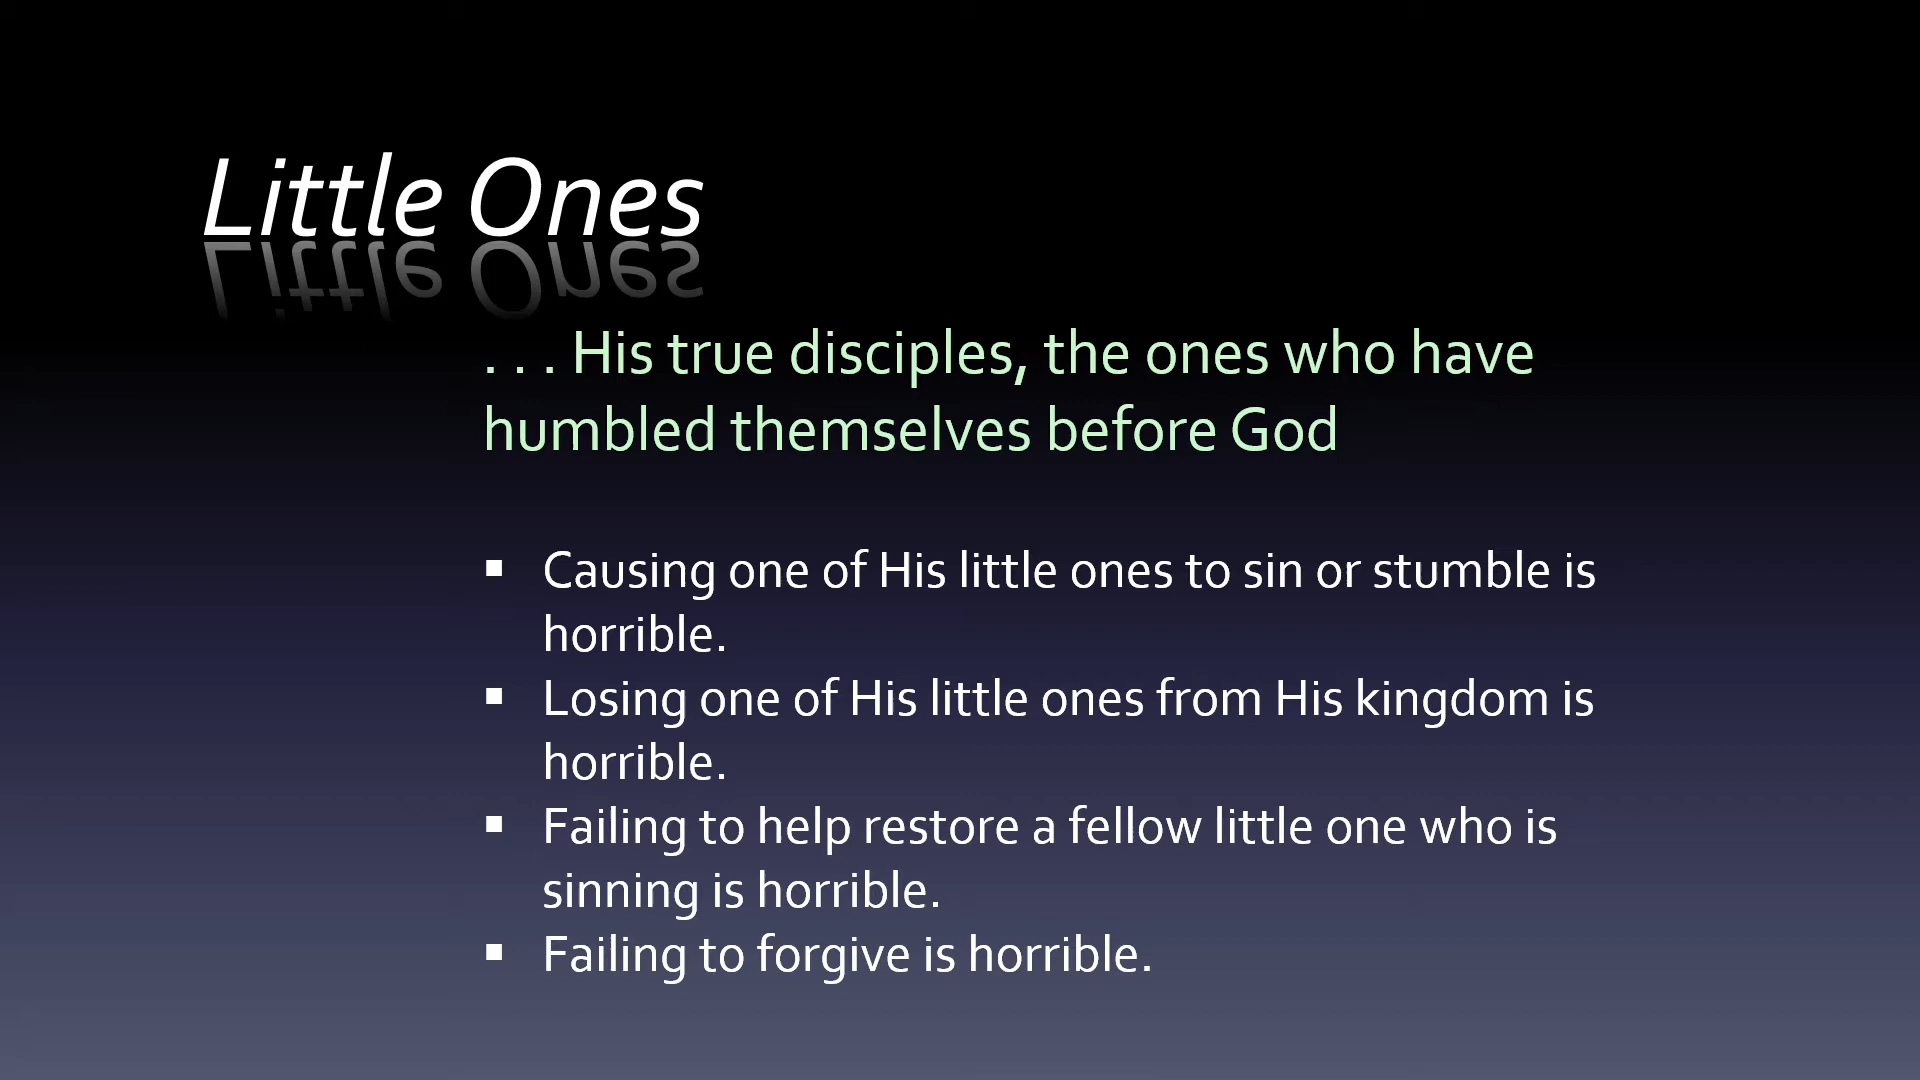 Little Ones
. . . His true disciples, the ones who have
humbled themselves before God
▪ Causing one of His little ones to sin or stumble is
horrible.
▪ Losing one of His little ones from His kingdom is
horrible.
▪ Failing to help restore a fellow little one who is
sinning is horrible.
▪ Failing to forgive is horrible.